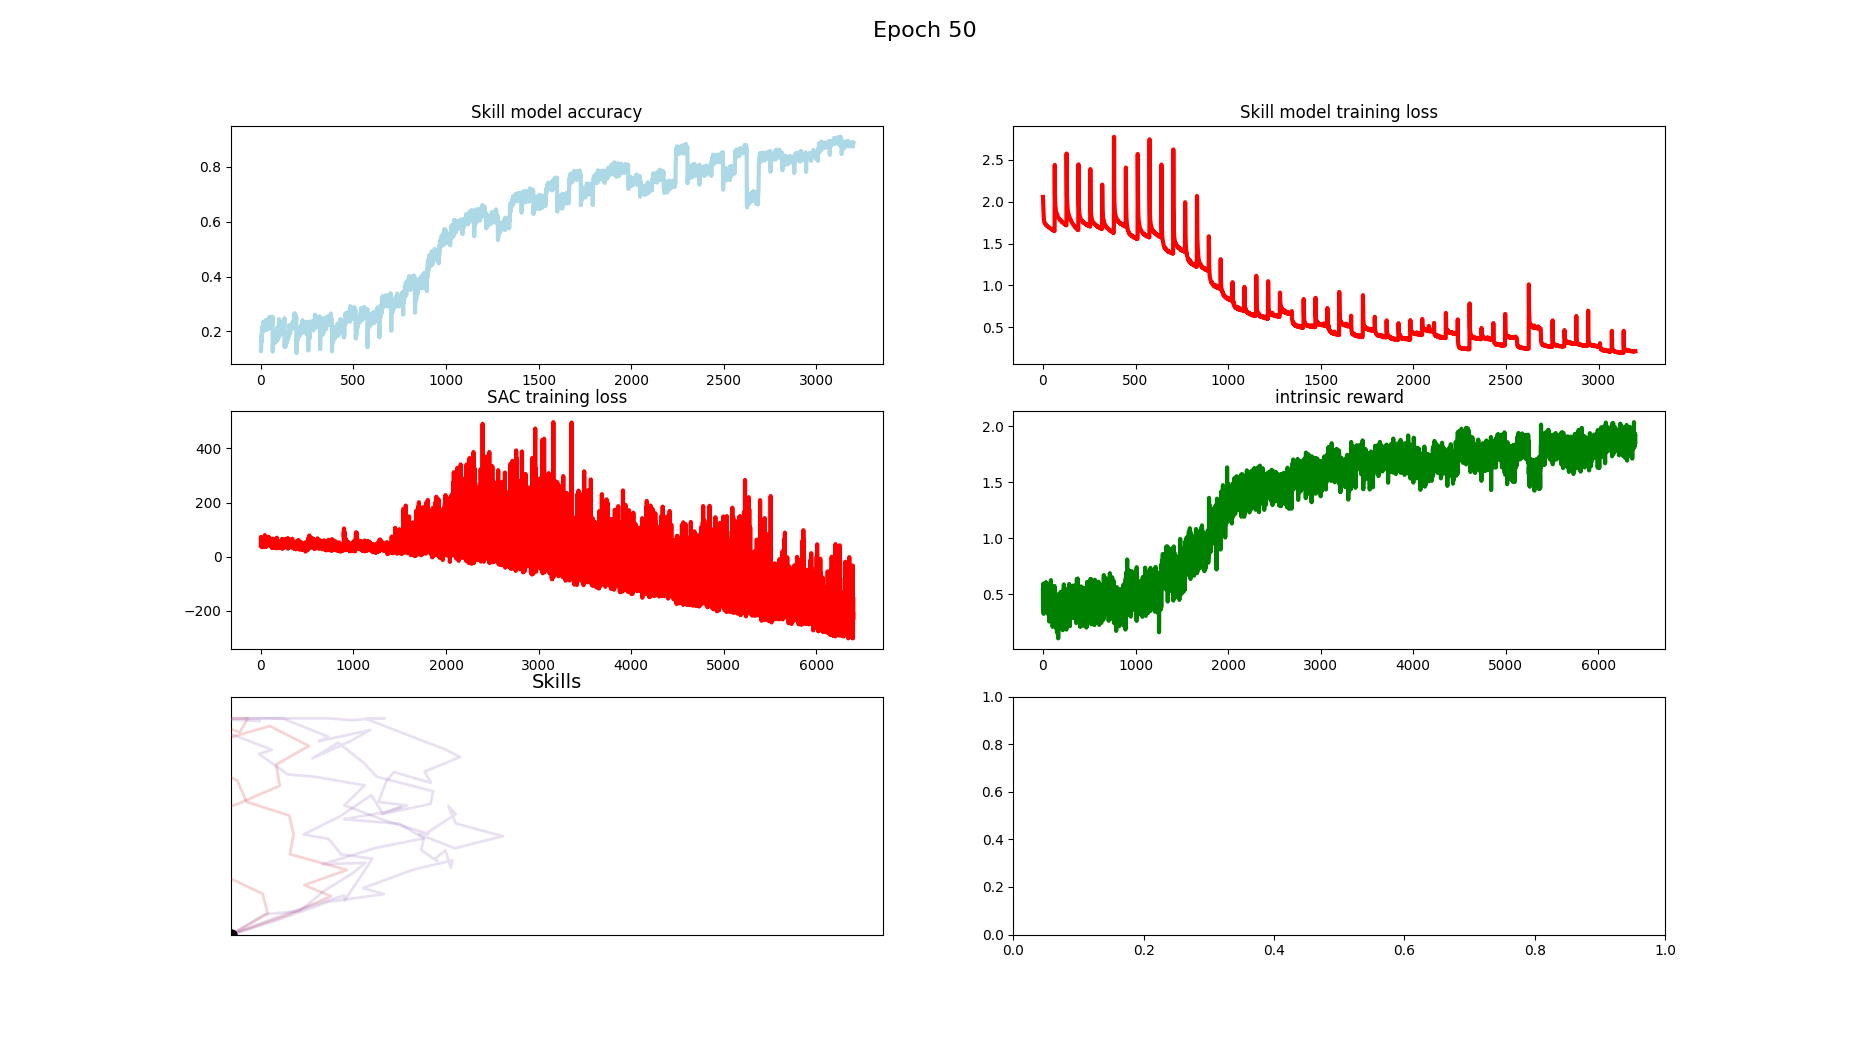 Epoch 50
Skill model accuracy
0.8
0.6
0.4
0.2
0 500 1000 1500 2000 2500 3000
Skill model training loss
2.5
2.0
1.5
1.0
0.5
0 500 1000 1500 2000 2500 3000
SAC training loss
400
200
0
−200
0 1000 2000 3000 4000 5000 6000
intrinsic reward
2.0
1.5
1.0
0.5
0 1000 2000 3000 4000 5000 6000
Skills
1.0
0.8
0.6
0.4
0.2
0.0
0.0 0.2 0.4 0.6 0.8 1.0